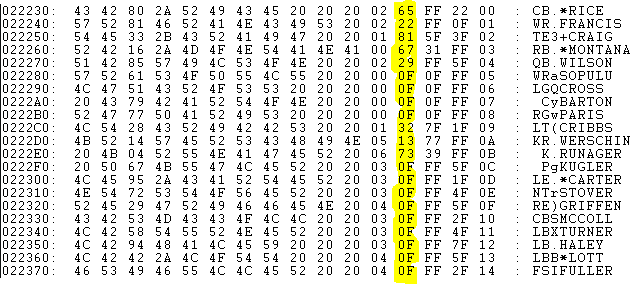 022230: 43 42 80 2A 52 49 43 45 20 20 20 02 65 FF 22 00 : CB.*RICE
022240: 57 52 81 46 52 41 4E 43 49 53 20 00 22 FF 0F 01 : WR.FRANCIS
022250: 54 45 33 2B 43 52 41 49 47 20 20 01 81 5F 3F 02 : TE3+CRAIG
022260: 52 42 16 2A 4D 4F 4E 54 41 4E 41 00 67 31 FF 03 : RB.*MONTANA
022270: 51 42 85 57 49 4C 53 4F 4E 20 20 02 29 FF 5F 04 : QB.WILSON
022280: 57 52 61 53 4F 50 55 4C 55 20 20 00 0F 0F FF 05 : WRaSOPULU
022290: 4C 47 51 43 52 4F 53 53 20 20 20 00 0F 0F FF 06 : LGQCROSS
0222A0: 20 43 79 42 41 52 54 4F 4E 20 20 00 0F 0F FF 07 : CyBARTON
0222B0: 52 47 77 50 41 52 49 53 20 20 20 00 0F 0F FF 08 : RGwPARIS
0222C0: 4C 54 28 43 52 49 42 42 53 20 20 01 32 7F 1F 09 : LT(CRIBBS
0222D0: 4B 52 14 57 45 52 53 43 48 49 4E 05 13 77 FF 0A : KR.WERSCHIN
0222E0: 20 4B 04 52 55 4E 41 47 45 52 20 06 73 39 FF 0B : K.RUNAGER
0222F0: 20 50 67 4B 55 47 4C 45 52 20 20 03 0F FF 5F 0C : PgKUGLER
022300: 4C 45 95 2A 43 41 52 54 45 52 20 03 0F FF 1F 0D : LE.*CARTER
022310: 4E 54 72 53 54 4F 56 45 52 20 20 03 0F FF 4F 0E : NTrSTOVER
022320: 52 45 29 47 52 49 46 46 45 4E 20 04 0F FF 5F 0F : RE)GRIFFEN
022330: 43 42 53 4D 43 43 4F 4C 4C 20 20 03 0F FF 2F 10 : CBSMCCOLL
022340: 4C 42 58 54 55 52 4E 45 52 20 20 03 0F FF 4F 11 : LBXTURNER
022350: 4C 42 94 48 41 4C 45 59 20 20 20 03 0F FF 7F 12 : LB.HALEY
022360: 4C 42 42 2A 4C 4F 54 54 20 20 20 04 0F FF 2F 13 : LBB*LOTT
022370: 46 53 49 46 55 4C 4C 45 52 20 20 04 0F FF 2F 14 : FSIFULLER